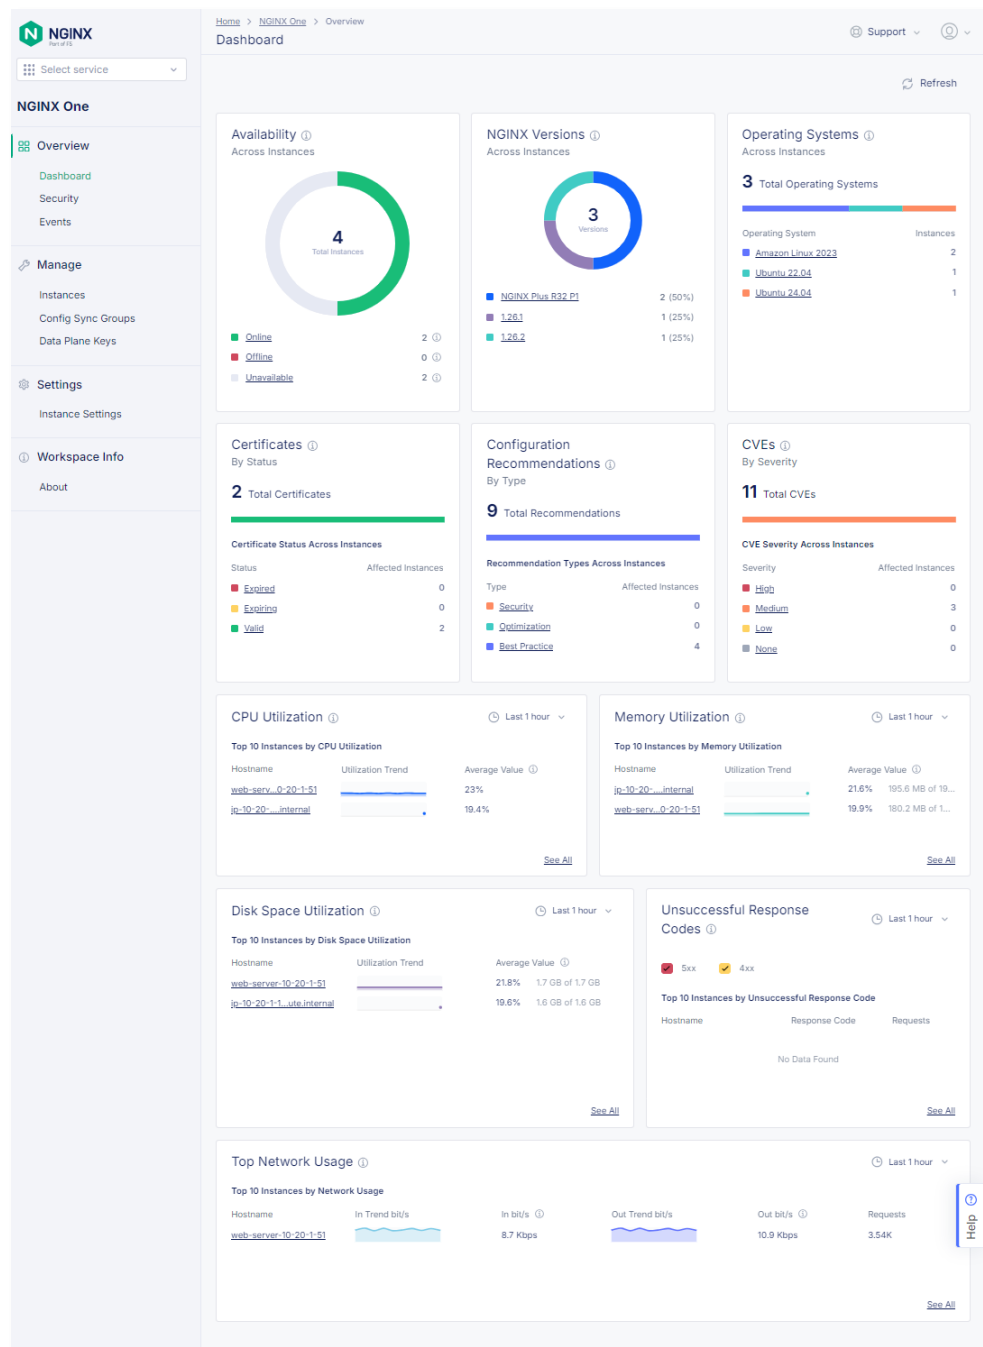 NGINX
Part of F5
Select service
NGINX One
Overview
Dashboard
Security
Events
Manage
Instances
Config Sync Groups
Data Plane Keys
Settings
Instance Settings
Workspace Info
About
Home > NGINX One > Overview
Dashboard
Support
Refresh
Availability
Across Instances
4
Total Instances
Online 2
Offline 0
Unavailable 2
NGINX Versions
Across Instances
3
Versions
NGINX Plus R32 P1 2 (50%)
1.26.1 1 (25%)
1.26.2 1 (25%)
Operating Systems
Across Instances
3 Total Operating Systems
Operating System Instances
Amazon Linux 2023 2
Ubuntu 22.04 1
Ubuntu 24.04 1
Certificates
By Status
2 Total Certificates
Certificate Status Across Instances
Status Affected Instances
Expired 0
Expiring 0
Valid 2
Configuration
Recommendations
By Type
9 Total Recommendations
Recommendation Types Across Instances
Type Affected Instances
Security 0
Optimization 0
Best Practice 4
CVEs
By Severity
11 Total CVEs
CVE Severity Across Instances
Severity Affected Instances
High 0
Medium 3
Low 0
None 0
CPU Utilization
Last 1 hour
Top 10 Instances by CPU Utilization
Hostname Utilization Trend Average Value
web-serv...0-20-1-51 23%
ip-10-20-....internal 19.4%
See All
Memory Utilization
Last 1 hour
Top 10 Instances by Memory Utilization
Hostname Utilization Trend Average Value
ip-10-20-....internal 21.6% 195.6 MB of 19...
web-serv...0-20-1-51 19.9% 180.2 MB of 1...
See All
Disk Space Utilization
Last 1 hour
Top 10 Instances by Disk Space Utilization
Hostname Utilization Trend Average Value
web-server-10-20-1-51 21.8% 1.7 GB of 1.7 GB
ip-10-20-1-1...ute.internal 19.6% 1.6 GB of 1.6 GB
See All
Unsuccessful Response
Codes
Last 1 hour
5xx 4xx
Top 10 Instances by Unsuccessful Response Code
Hostname Response Code Requests
No Data Found
See All
Top Network Usage
Last 1 hour
Top 10 Instances by Network Usage
Hostname In Trend bit/s In bit/s Out Trend bit/s Out bit/s Requests
web-server-10-20-1-51 8.7 Kbps 10.9 Kbps 3.54K
See All
Help